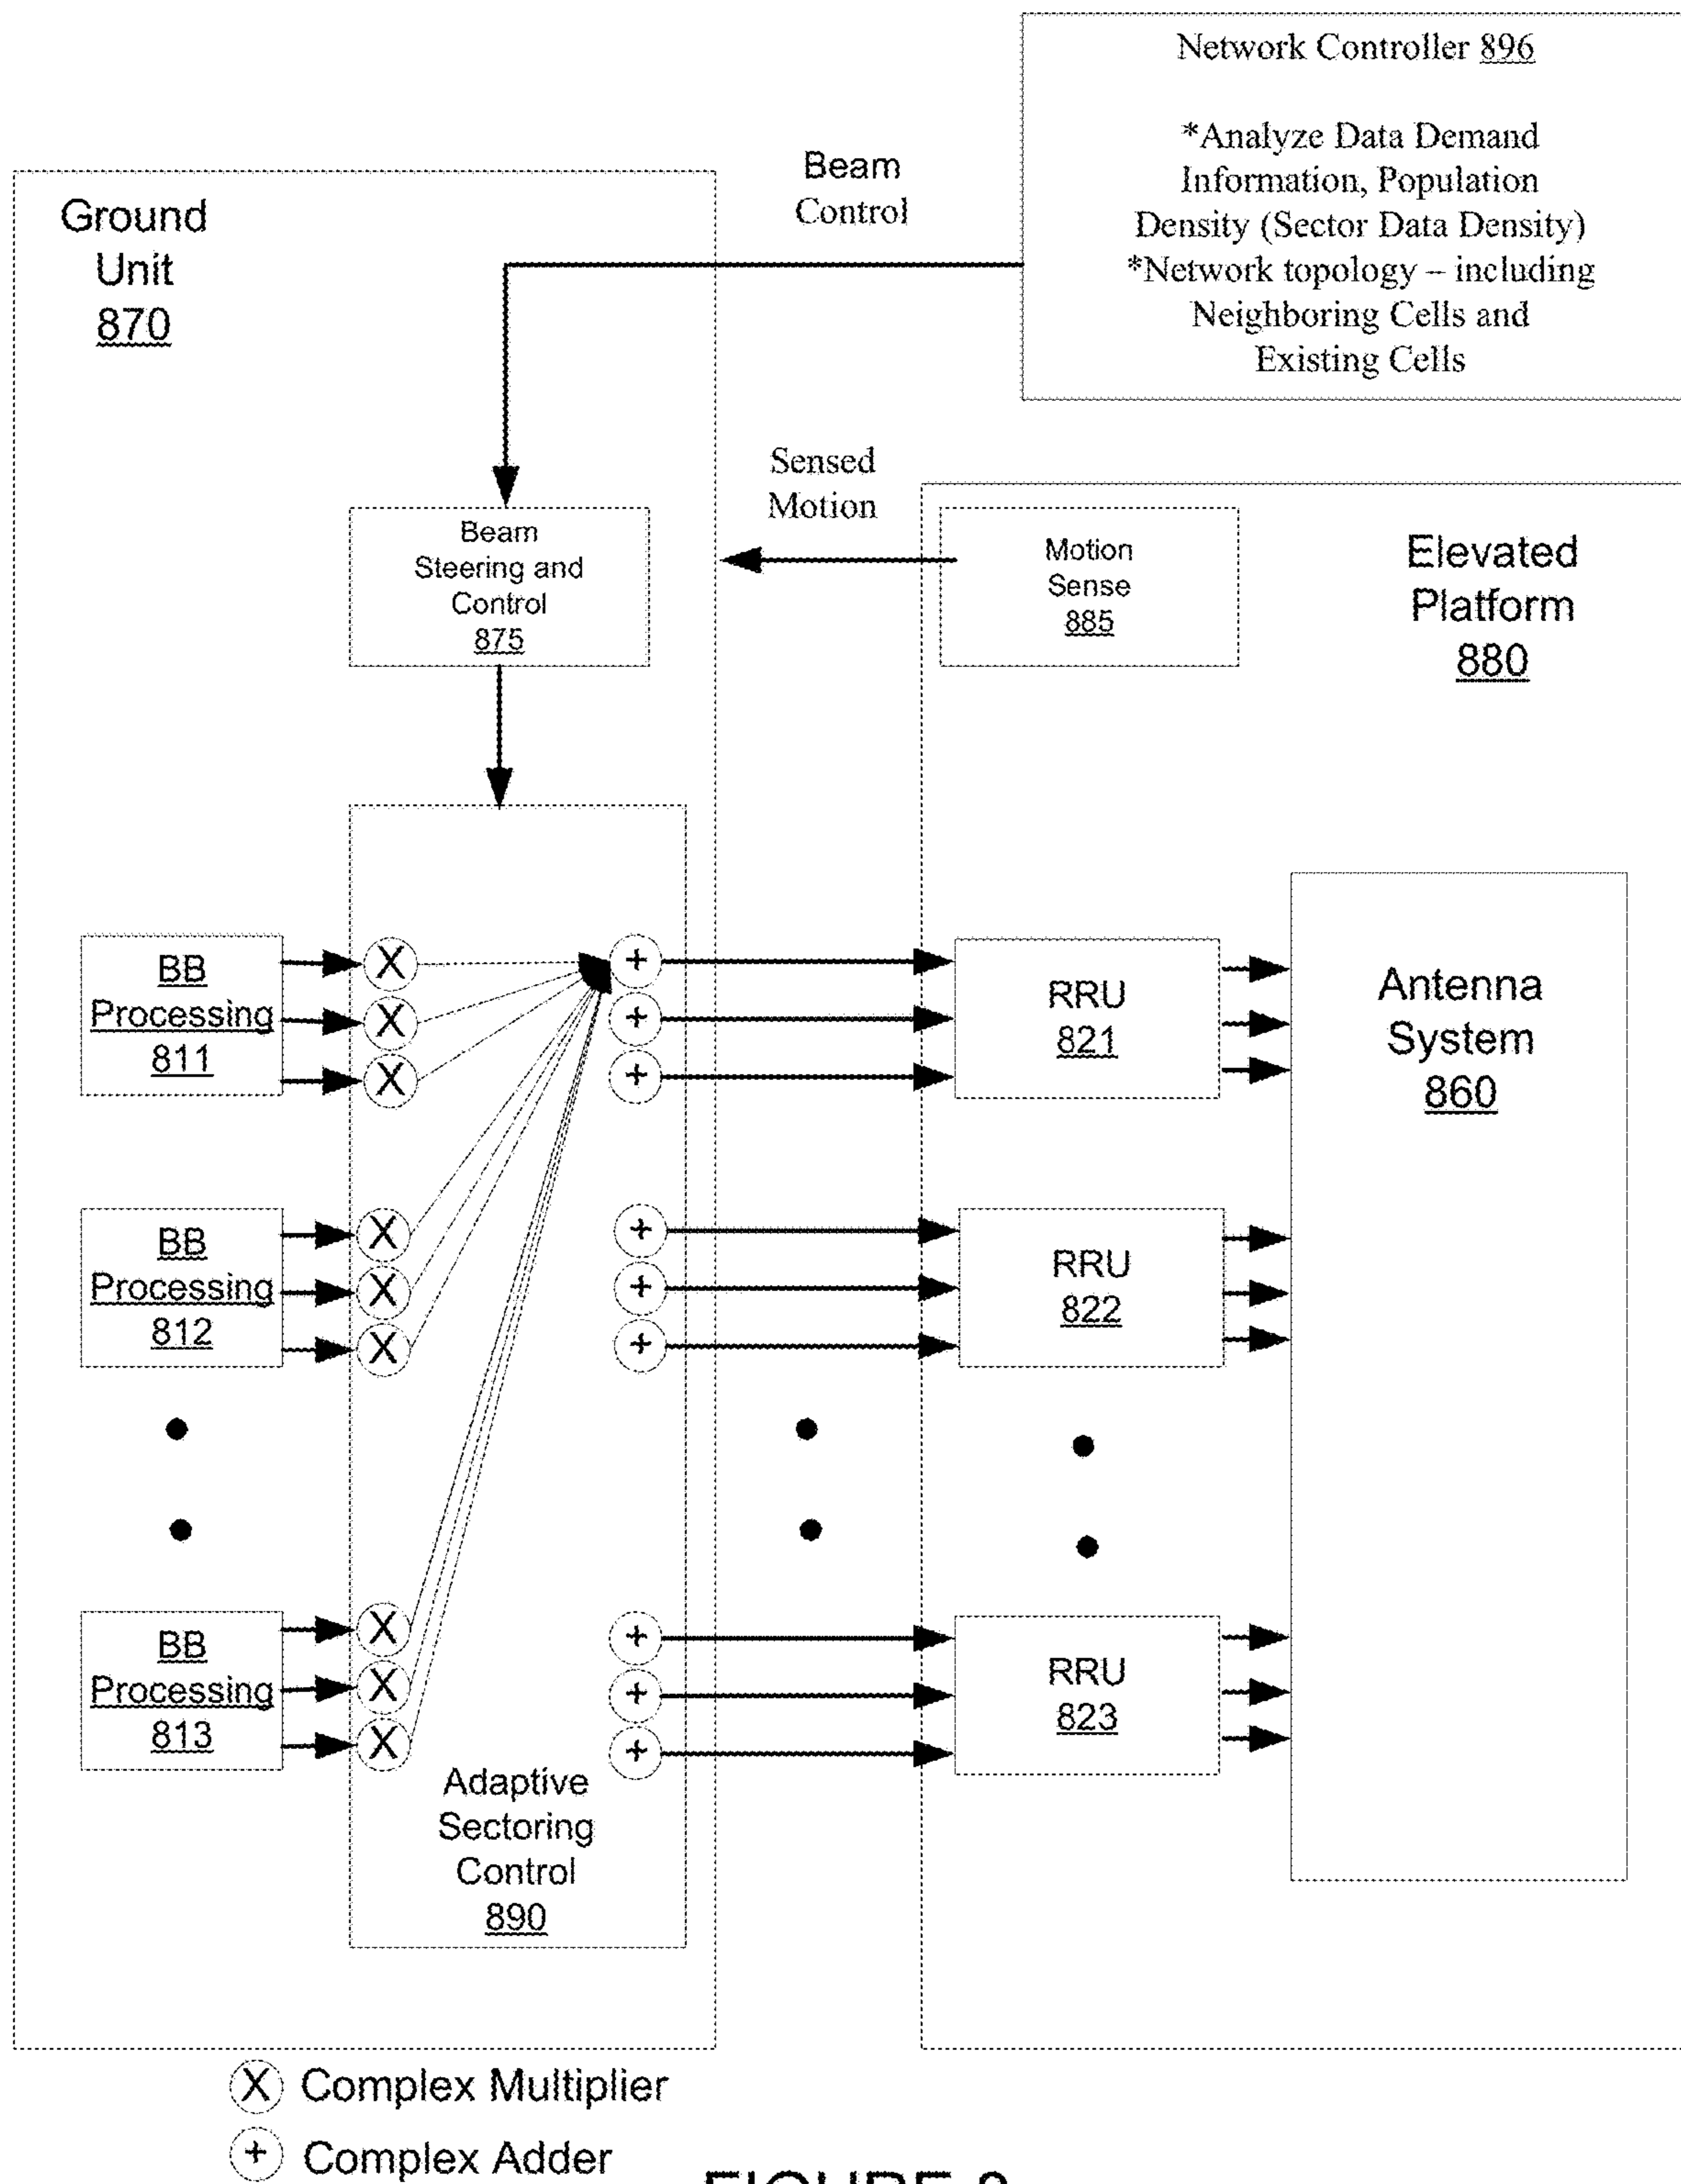 Network Controller 896
*Analyze Data Demand
Information, Population
Density (Sector Data Density)
*Network topology – including
Neighboring Cells and
Existing Cells
Beam
Control
Ground
Unit
870
Sensed
Motion
Beam
Steering and
Control
875
Motion
Sense
885
Elevated
Platform
880
BB
Processing
811
X
X
X
+
+
+
RRU
821
Antenna
System
860
BB
Processing
812
X
X
X
+
+
+
RRU
822
BB
Processing
813
X
X
X
+
+
+
RRU
823
Adaptive
Sectoring
Control
890
X Complex Multiplier
+ Complex Adder
FIGURE